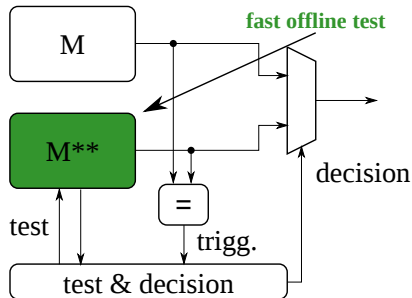 fast offline test
M
M**
decision
=
test
trigg.
test & decision